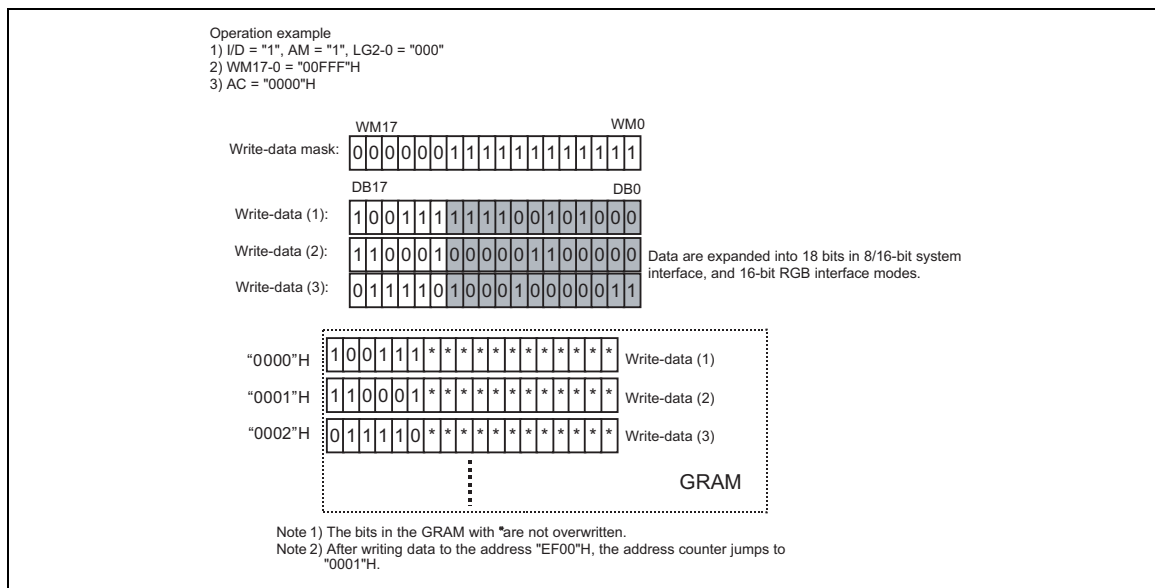 Operation example
1) I/D = "1", AM = "1", LG2-0 = "000"
2) WM17-0 = "00FFF"H
3) AC = "0000"H
WM17 WM0
Write-data mask: 0 0 0 0 0 0 1 1 1 1 1 1 1 1 1 1 1 1
DB17 DB0
Write-data (1): 1 0 0 1 1 1 1 1 1 1 0 0 1 0 1 0 0 0
Write-data (2): 1 1 0 0 0 1 0 0 0 0 0 1 1 0 0 0 0 0
Write-data (3): 0 1 1 1 1 0 1 0 0 0 1 0 0 0 0 0 1 1
Data are expanded into 18 bits in 8/16-bit system
interface, and 16-bit RGB interface modes.
“0000”H 1 0 0 1 1 1 * * * * * * * * * * * * Write-data (1)
“0001”H 1 1 0 0 0 1 * * * * * * * * * * * * Write-data (2)
“0002”H 0 1 1 1 1 0 * * * * * * * * * * * * Write-data (3)
GRAM
Note 1) The bits in the GRAM with "*"are not overwritten.
Note 2) After writing data to the address "EF00"H, the address counter jumps to
"0001"H.